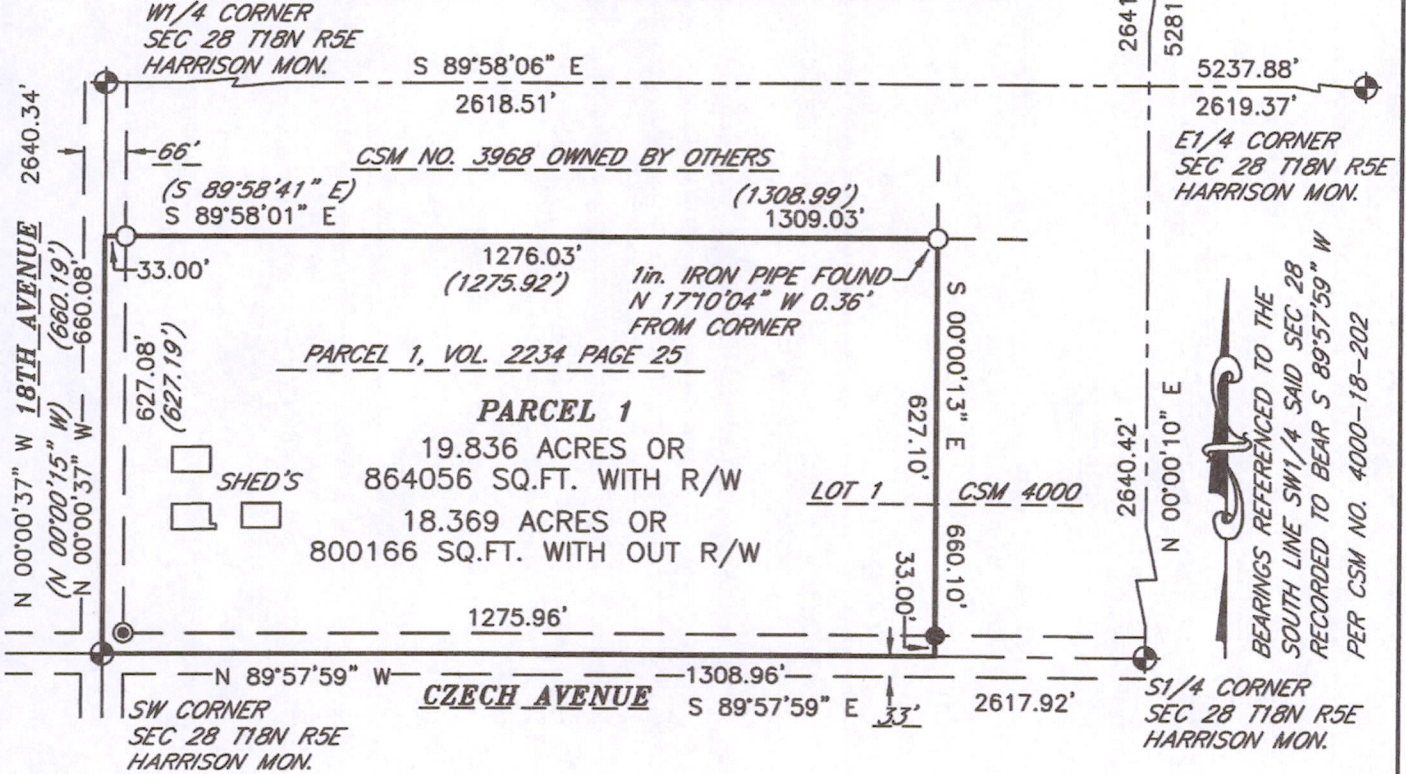 W1/4 CORNER
SEC 28 T18N R5E
HARRISON MON.
S 89°58'06" E
2618.51'
2641
5281
5237.88'
2619.37'
E1/4 CORNER
SEC 28 T18N R5E
HARRISON MON.
66'
CSM NO. 3968 OWNED BY OTHERS
(S 89°58'41" E)
S 89°58'01" E
(1308.99')
1309.03'
33.00'
1276.03'
(1275.92')
1in. IRON PIPE FOUND
N 17°10'04" W 0.36'
FROM CORNER
N 00°00'37" W 18TH AVENUE 2640.34'
(N 00°00'15" W) (660.19')
N 00°00'37" W 660.08'
627.08'
(627.19')
PARCEL 1, VOL. 2234 PAGE 25
PARCEL 1
19.836 ACRES OR
864056 SQ.FT. WITH R/W
18.369 ACRES OR
800166 SQ.FT. WITH OUT R/W
SHED'S
S 00°00'13" E 660.10'
627.10'
33.00'
LOT 1 CSM 4000
2640.42'
N 00°00'10" E
BEARINGS REFERENCED TO THE
SOUTH LINE SW1/4 SAID SEC 28
RECORDED TO BEAR S 89°57'59" W
PER CSM NO. 4000-18-202
1275.96'
N 89°57'59" W 1308.96'
CZECH AVENUE S 89°57'59" E 33' 2617.92'
SW CORNER
SEC 28 T18N R5E
HARRISON MON.
S1/4 CORNER
SEC 28 T18N R5E
HARRISON MON.